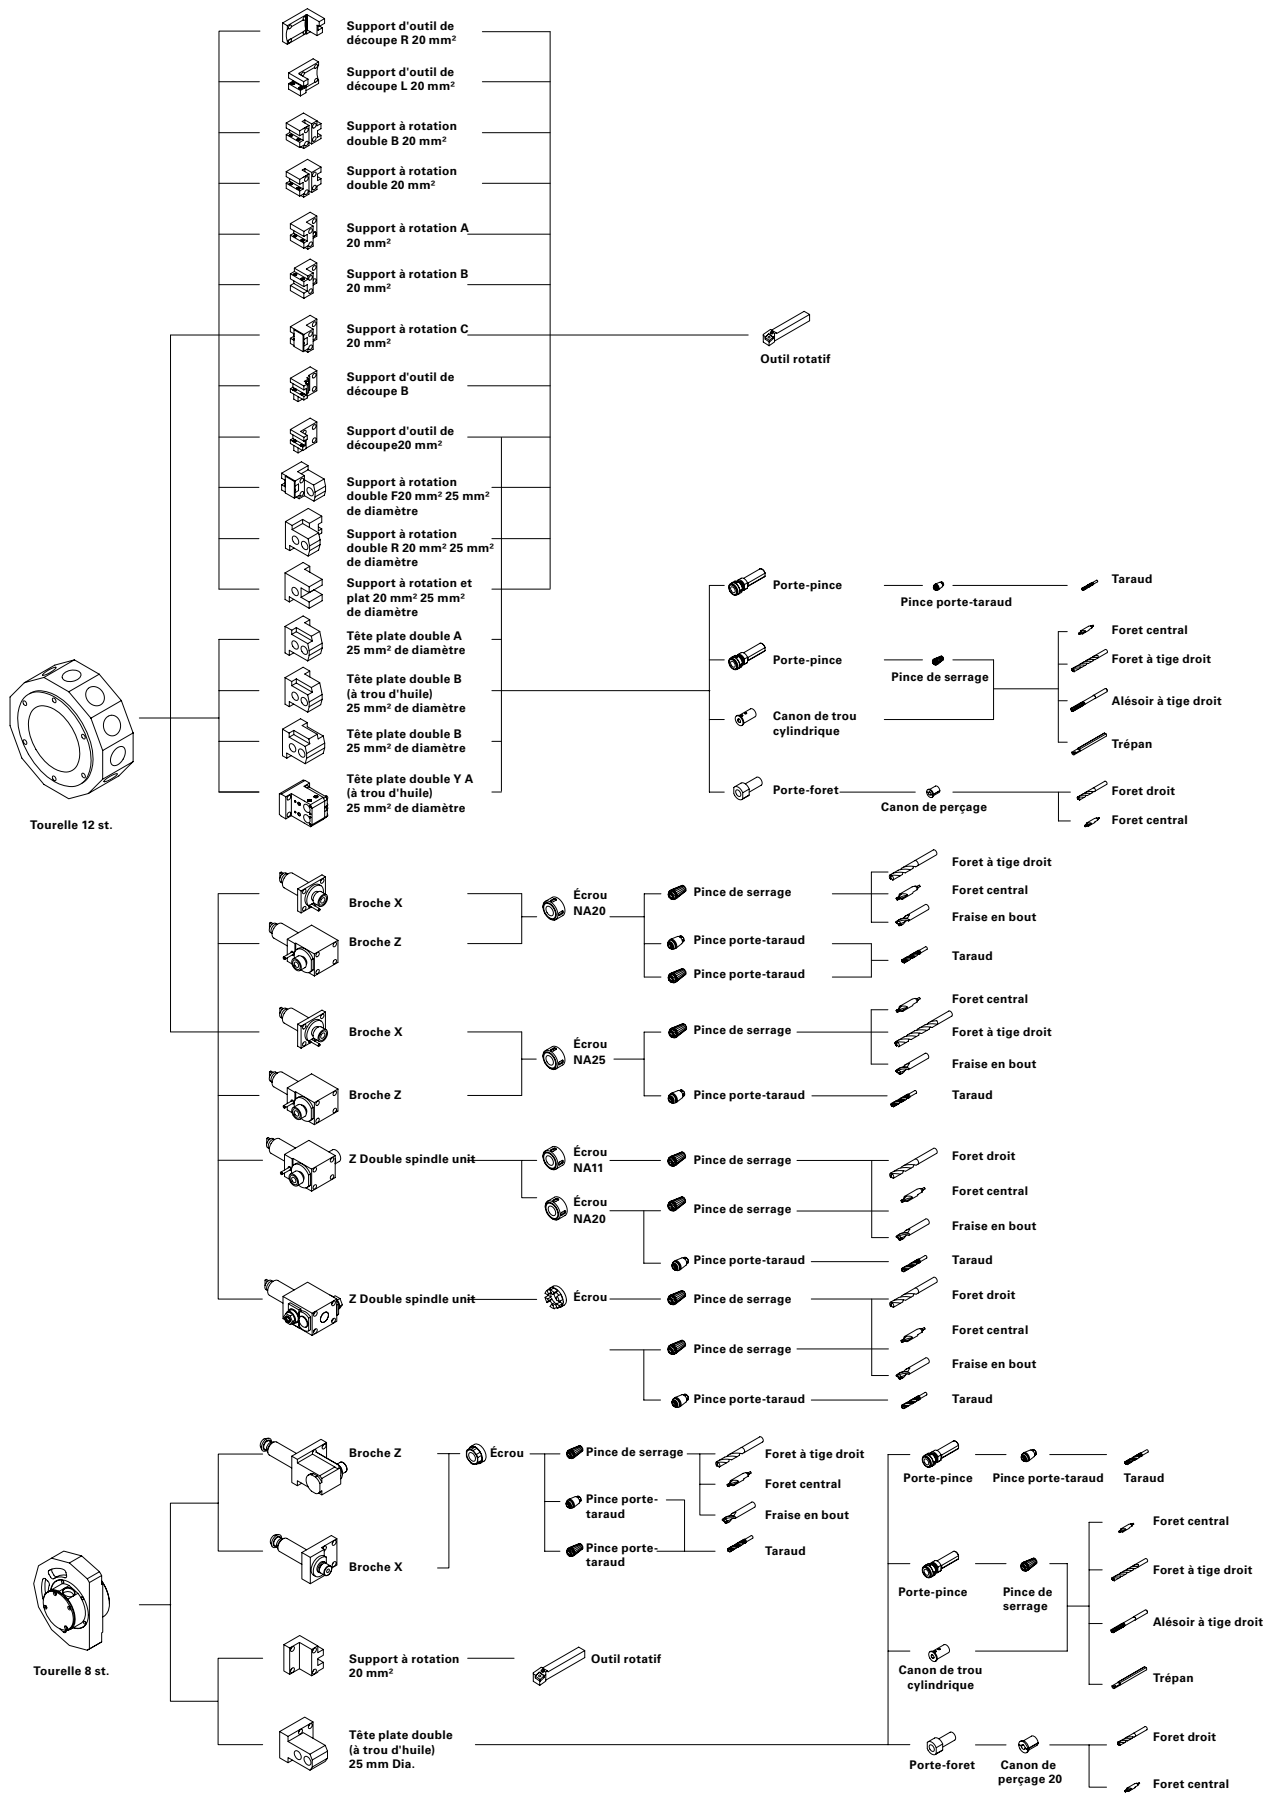 Support d'outil de
découpe R 20 mm²
Support d'outil de
découpe L 20 mm²
Support à rotation
double B 20 mm²
Support à rotation
double 20 mm²
Support à rotation A
20 mm²
Support à rotation B
20 mm²
Support à rotation C
20 mm²
Outil rotatif
Support d'outil de
découpe B
Support d'outil de
découpe20 mm²
Support à rotation
double F20 mm² 25 mm²
de diamètre
Support à rotation
double R 20 mm² 25 mm²
de diamètre
Support à rotation et
plat 20 mm² 25 mm²
de diamètre
Tête plate double A
25 mm² de diamètre
Tête plate double B
(à trou d'huile)
25 mm² de diamètre
Tête plate double B
25 mm² de diamètre
Tête plate double Y A
(à trou d'huile)
25 mm² de diamètre
Tourelle 12 st.
Porte-pince
Pince porte-taraud
Taraud
Porte-pince
Pince de serrage
Canon de trou
cylindrique
Foret central
Foret à tige droit
Alésoir à tige droit
Trépan
Porte-foret
Canon de perçage
Foret droit
Foret central
Broche X
Broche Z
Écrou
NA20
Pince de serrage
Pince porte-taraud
Pince porte-taraud
Foret à tige droit
Foret central
Fraise en bout
Taraud
Broche X
Broche Z
Écrou
NA25
Pince de serrage
Pince porte-taraud
Foret central
Foret à tige droit
Fraise en bout
Taraud
Z Double spindle unit
Écrou
NA11
Écrou
NA20
Pince de serrage
Pince de serrage
Pince porte-taraud
Foret droit
Foret central
Fraise en bout
Taraud
Z Double spindle unit
Écrou
Pince de serrage
Pince de serrage
Pince porte-taraud
Foret droit
Foret central
Fraise en bout
Taraud
Broche Z
Broche X
Écrou
Pince de serrage
Pince porte-
taraud
Pince porte-
taraud
Foret à tige droit
Foret central
Fraise en bout
Taraud
Tourelle 8 st.
Support à rotation
20 mm²
Outil rotatif
Tête plate double
(à trou d'huile)
25 mm Dia.
Porte-pince
Pince porte-taraud
Taraud
Porte-pince
Pince de
serrage
Canon de trou
cylindrique
Foret central
Foret à tige droit
Alésoir à tige droit
Trépan
Porte-foret
Canon de
perçage 20
Foret droit
Foret central